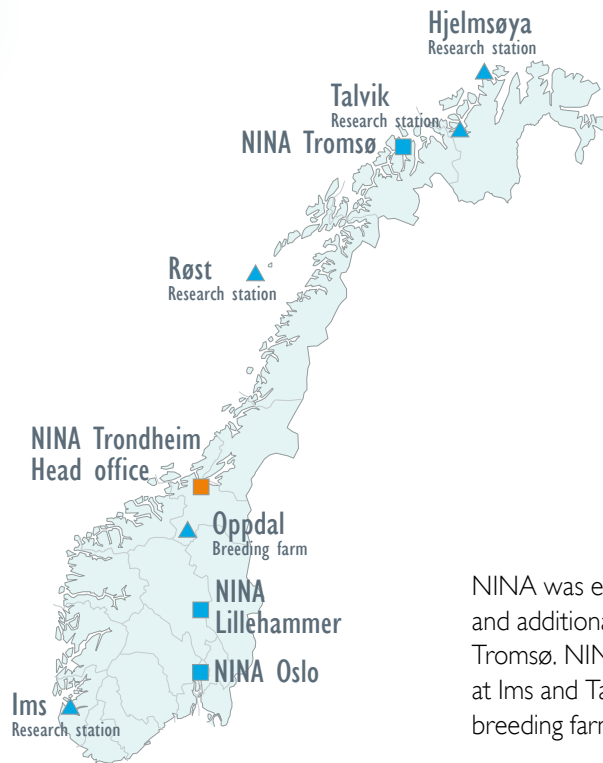 Hjelmsøya
Research station
Talvik
Research station
NINA Tromsø
Røst
Research station
NINA Trondheim
Head office
Oppdal
Breeding farm
NINA
Lillehammer
NINA Oslo
Ims
Research station
NINA was e
and additiona
Tromsø. NIN
at Ims and Ta
breeding farm